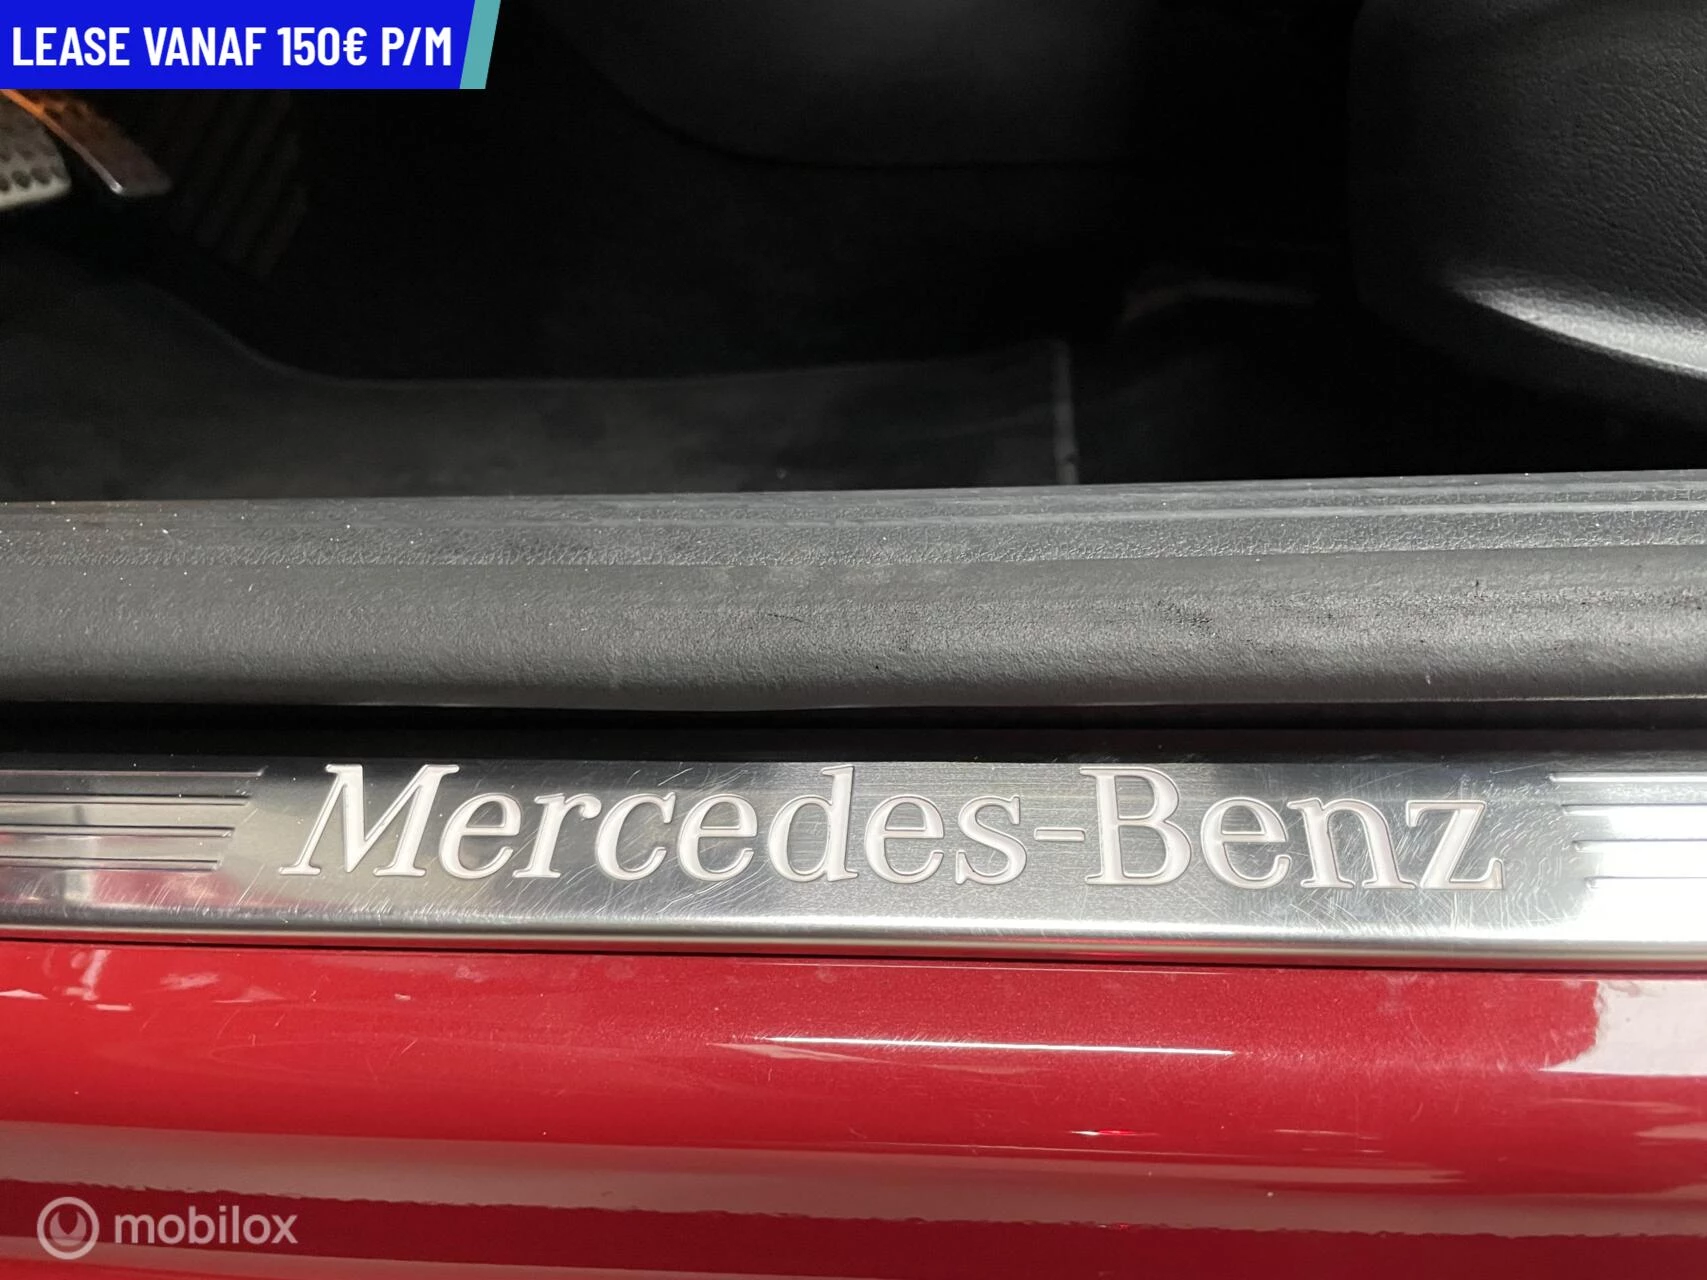 LEASE VANAF 150€ P/M
Mercedes-Benz
mobilox